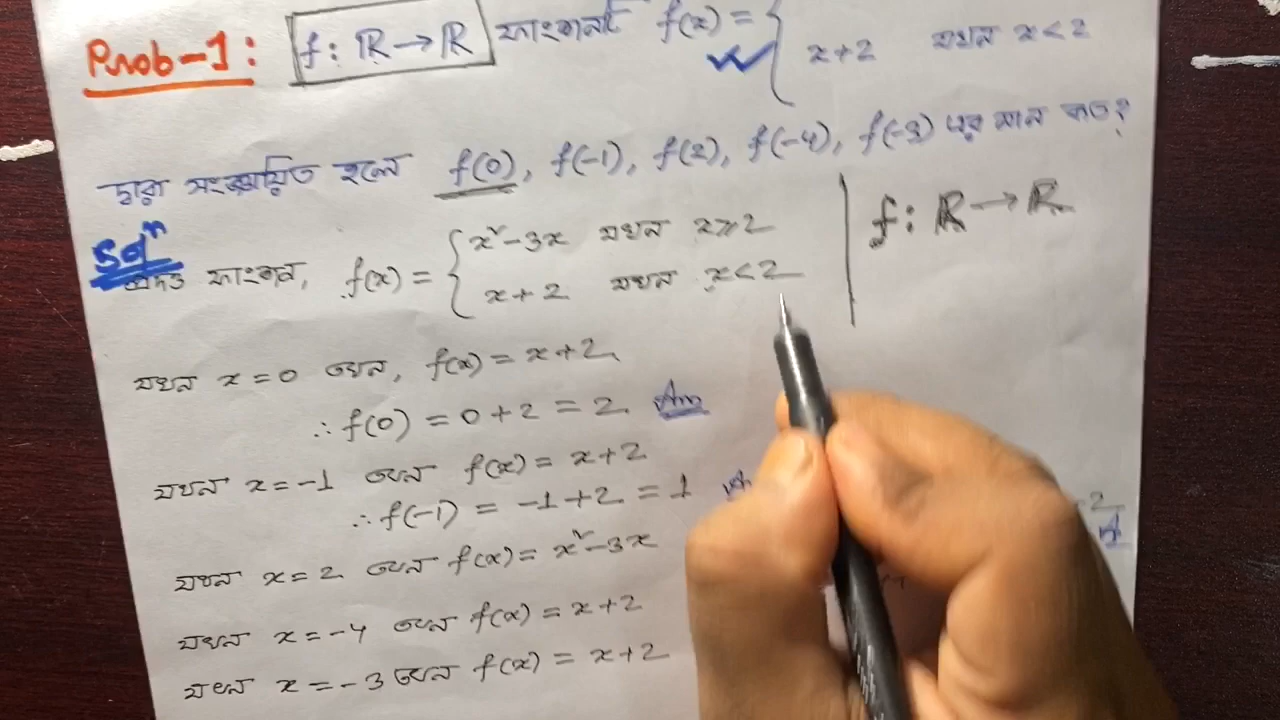 Prob-1: f: ℝ → ℝ ফাংশনটি f(x) = {
x+2 যখন x<2
দ্বারা সংজ্ঞায়িত হলে f(0), f(-1), f(2), f(-4), f(-3) এর মান কত?
Solⁿ
প্রদত্ত ফাংশন, f(x) = { x²-3x যখন x≥2
x+2 যখন x<2
f: ℝ → ℝ
যখন x=0 তখন, f(x) = x+2
∴ f(0) = 0+2 = 2 Ans
যখন x=-1 তখন f(x) = x+2
∴ f(-1) = -1+2 = 1
যখন x=2 তখন f(x) = x²-3x
যখন x=-4 তখন f(x) = x+2
যখন x=-3 তখন f(x) = x+2